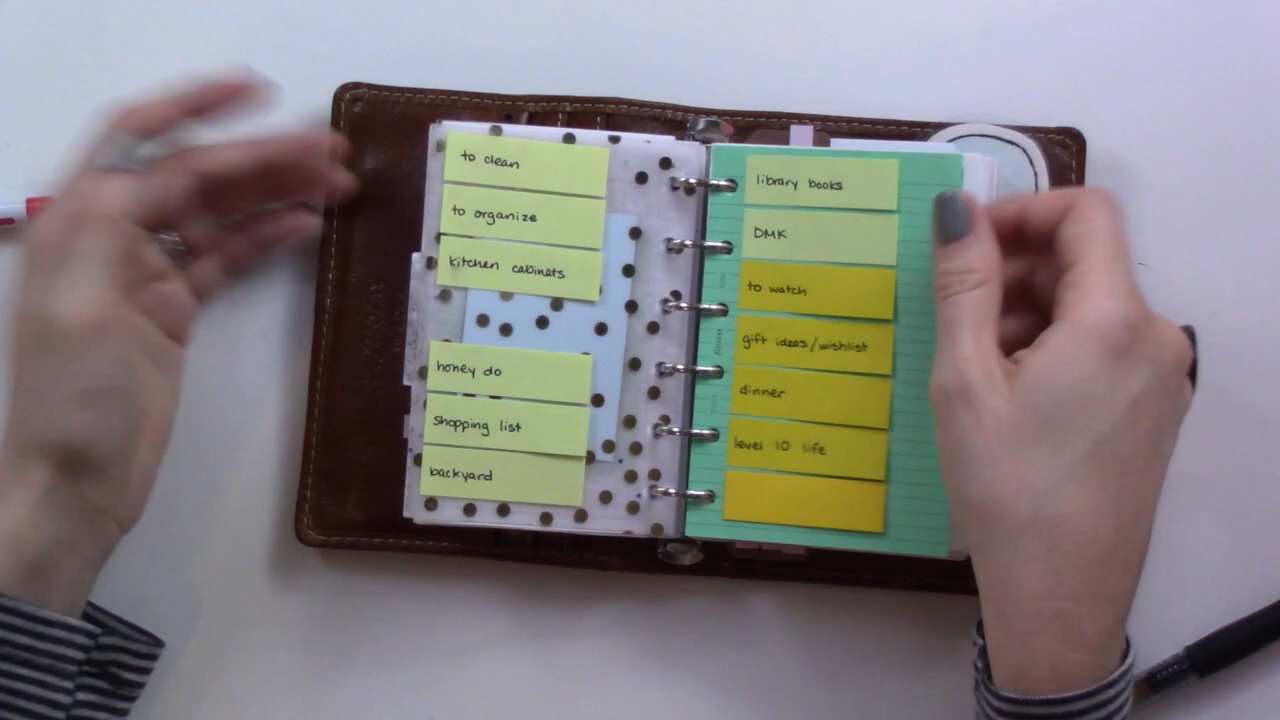 to clean
to organize
kitchen cabinets
honey do
shopping list
backyard
library books
DMK
to watch
gift ideas/wishlist
dinner
level 10 life